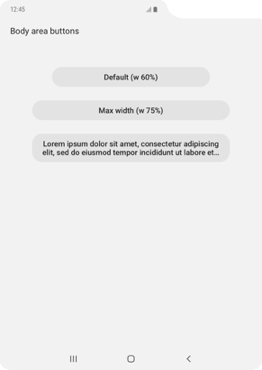 12:45
Body area buttons
Default (w 60%)
Max width (w 75%)
Lorem ipsum dolor sit amet, consectetur adipiscing
elit, sed do eiusmod tempor incididunt ut labore et...